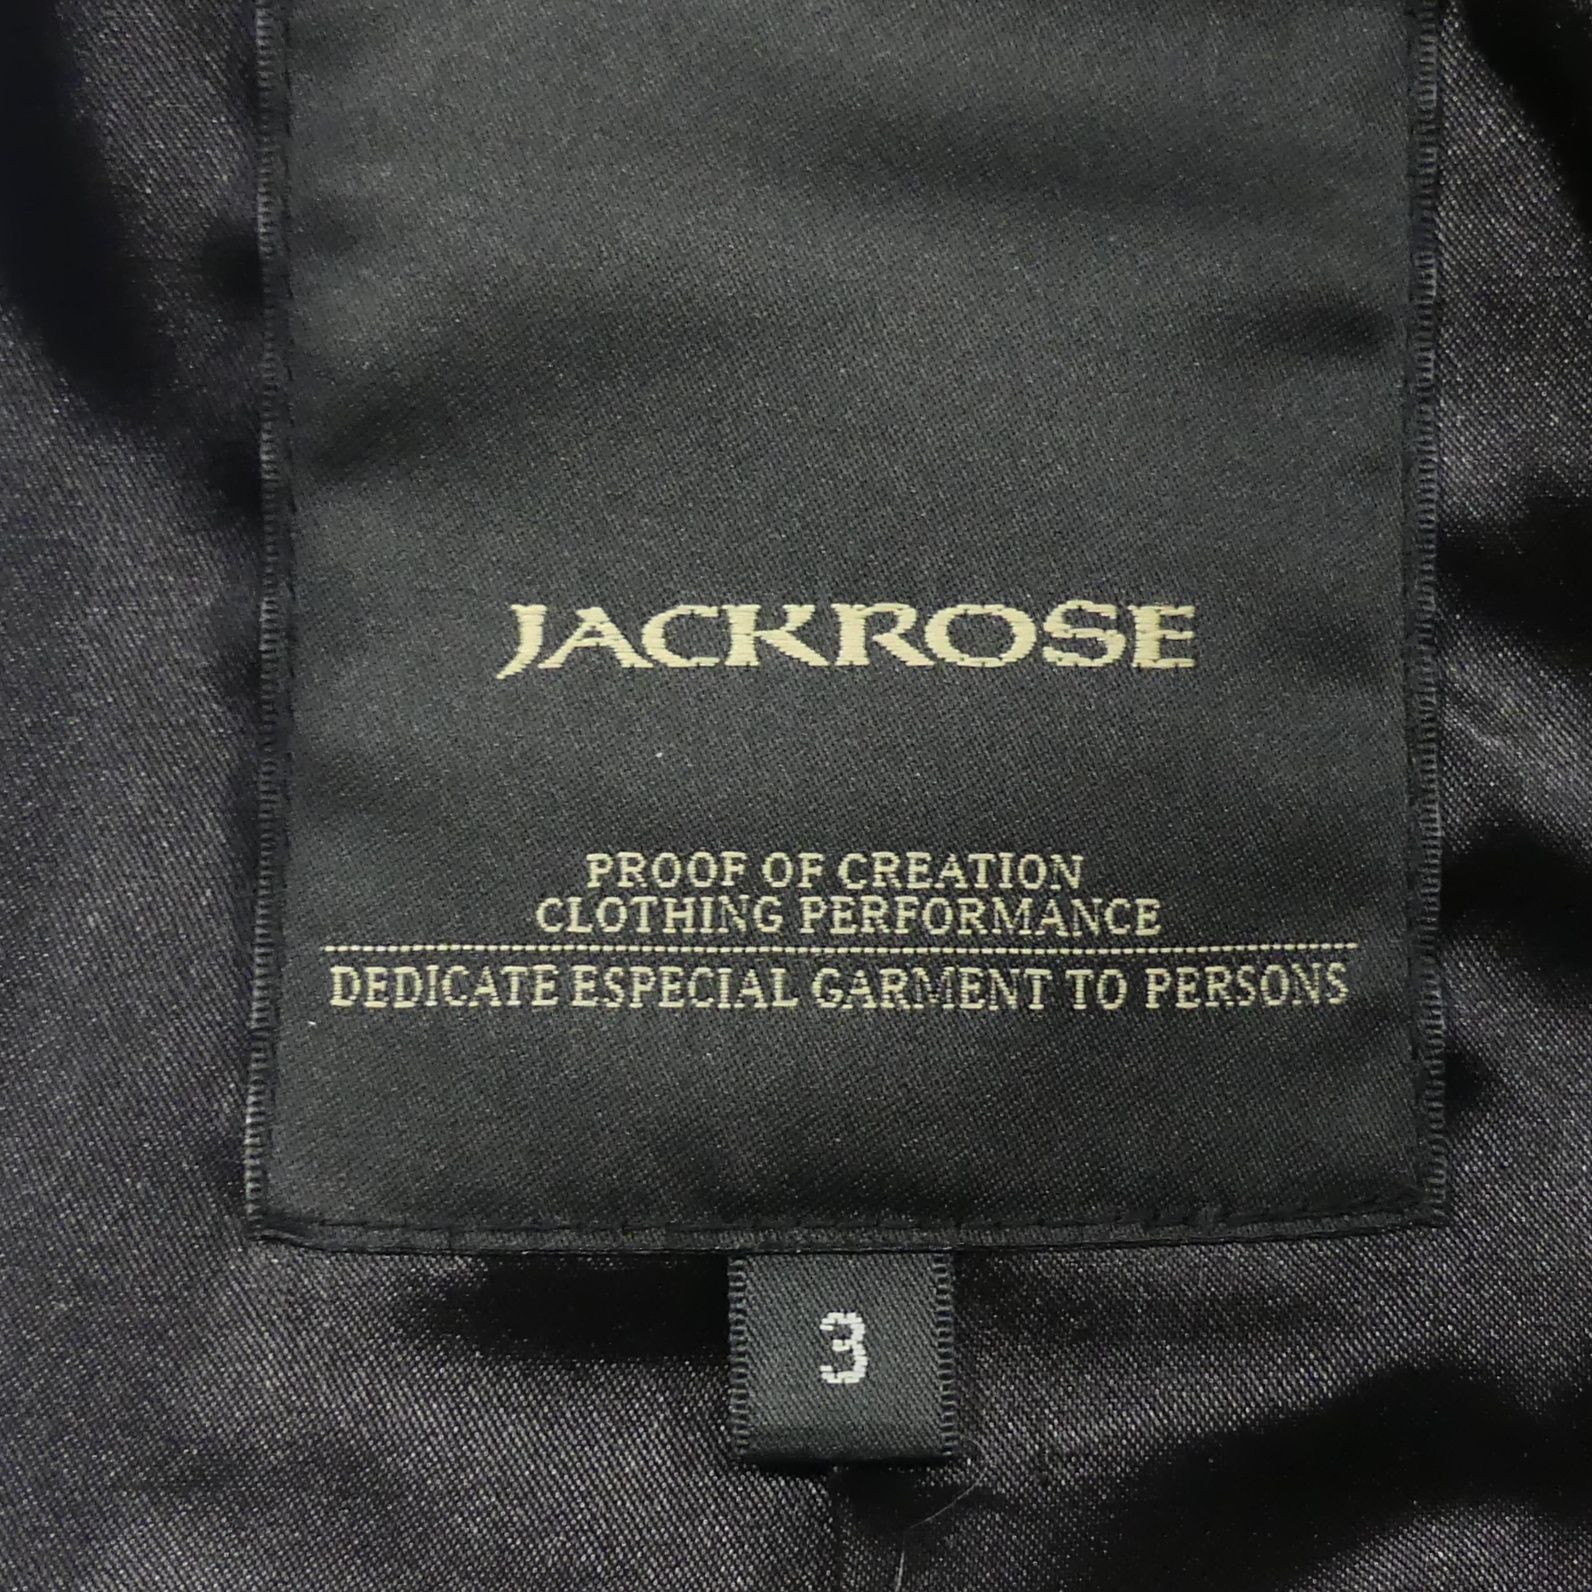 JACKROSE
PROOF OF CREATION
CLOTHING PERFORMANCE
DEDICATE ESPECIAL GARMENT TO PERSONS
3